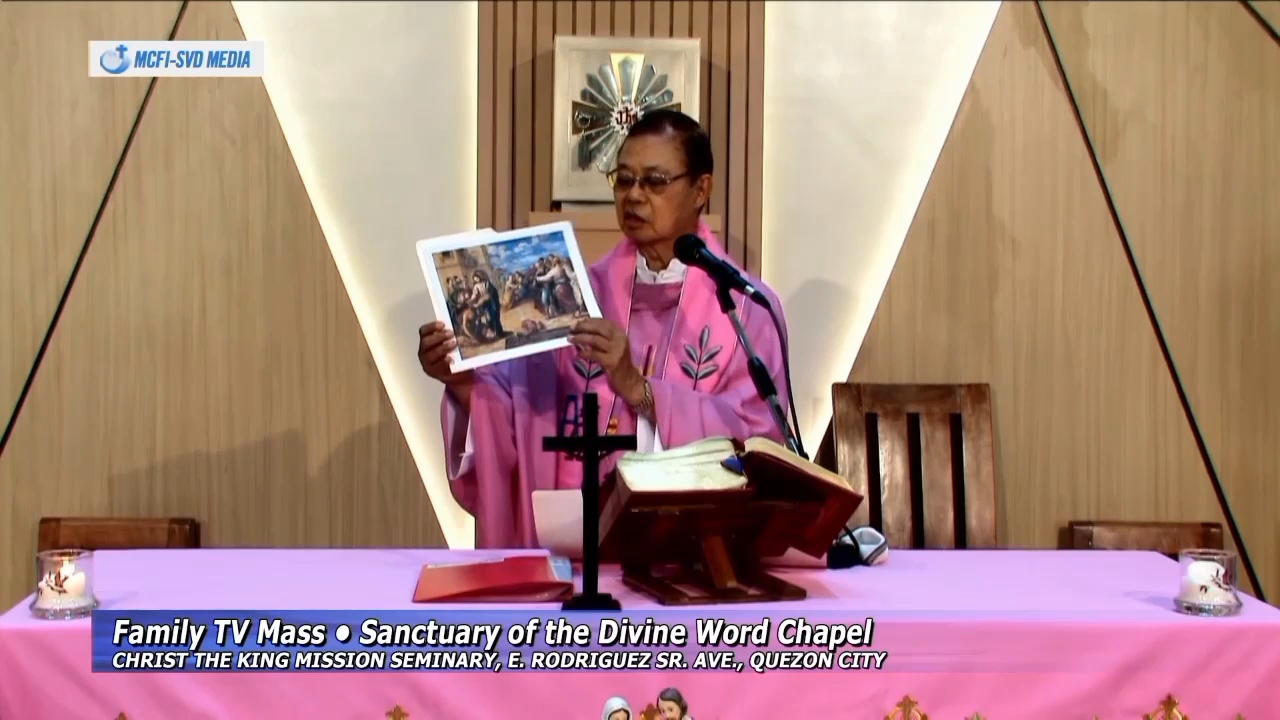 MCFI-SVD MEDIA
JHS
Family TV Mass • Sanctuary of the Divine Word Chapel
CHRIST THE KING MISSION SEMINARY, E. RODRIGUEZ SR. AVE., QUEZON CITY